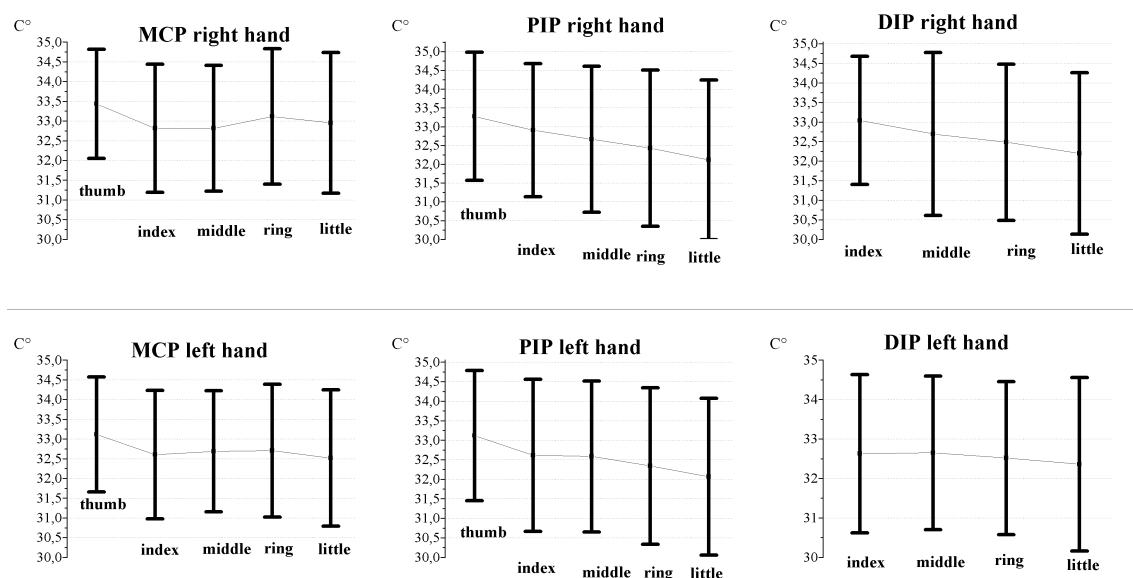 C°
MCP right hand
35,0
34,5
34,0
33,5
33,0
32,5
32,0
31,5
31,0
30,5
30,0
thumb
index middle ring little
C°
PIP right hand
35,0
34,5
34,0
33,5
33,0
32,5
32,0
31,5
31,0
30,5
30,0
thumb
index middle ring little
C°
DIP right hand
35,0
34,5
34,0
33,5
33,0
32,5
32,0
31,5
31,0
30,5
30,0
index middle ring little
C°
MCP left hand
35,0
34,5
34,0
33,5
33,0
32,5
32,0
31,5
31,0
30,5
30,0
thumb
index middle ring little
C°
PIP left hand
35,0
34,5
34,0
33,5
33,0
32,5
32,0
31,5
31,0
30,5
30,0
thumb
index middle ring little
C°
DIP left hand
35
34
33
32
31
30
index middle ring little